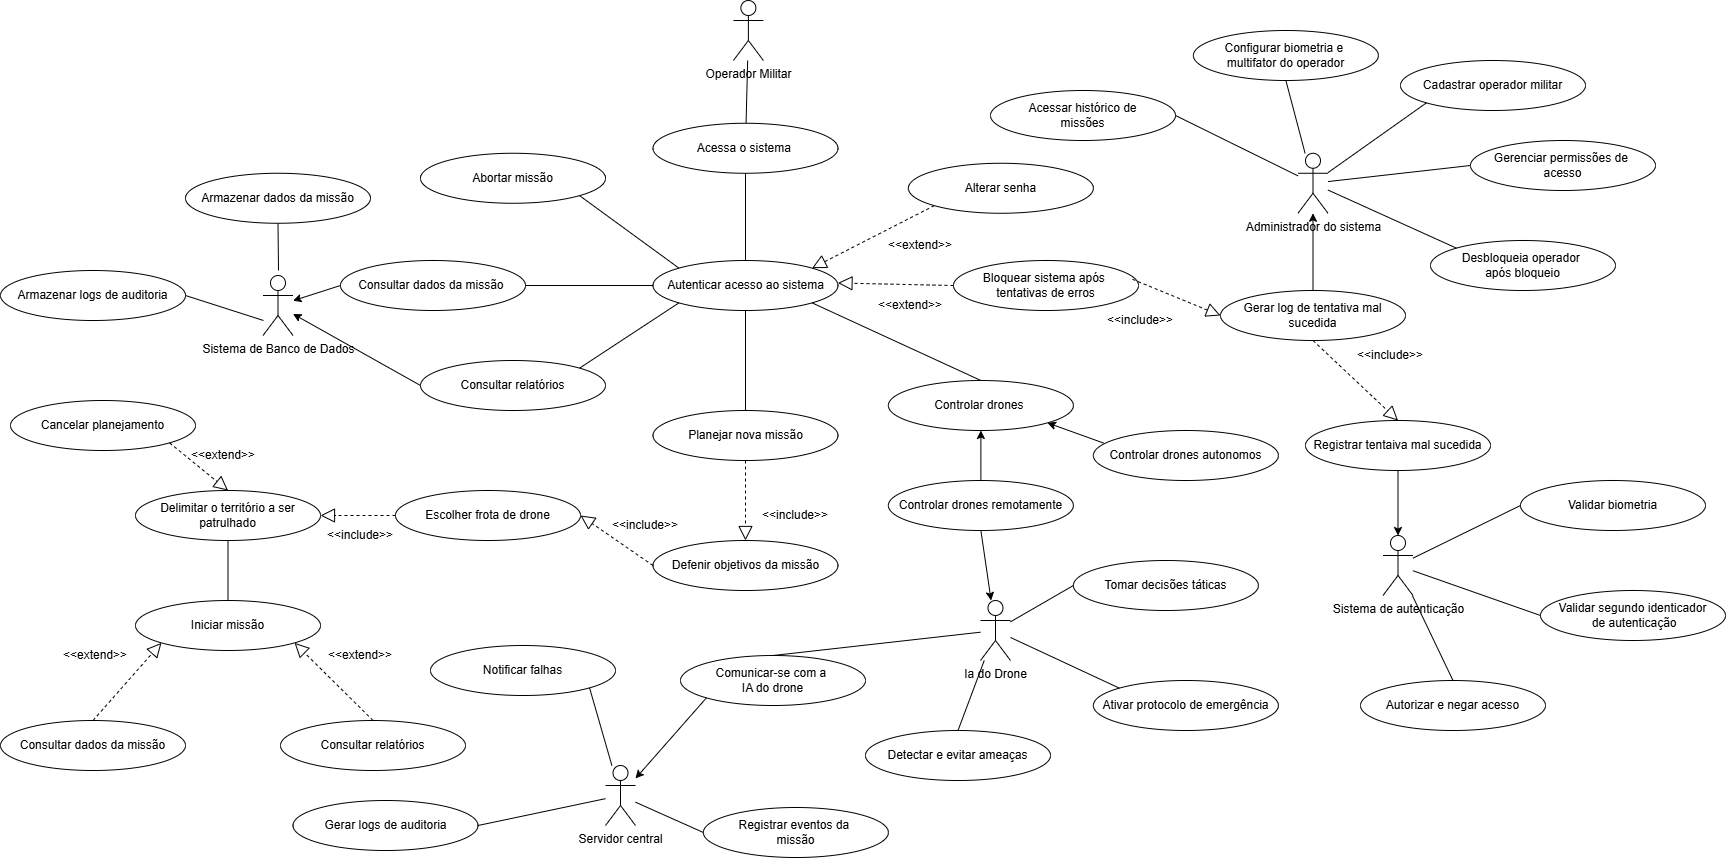 Operador Militar
Configurar biometria e
multifator do operador
Cadastrar operador militar
Acessar histórico de
missões
Acessa o sistema
Gerenciar permissões de
acesso
Abortar missão
Alterar senha
Armazenar dados da missão
Administrador do sistema
<<extend>>
Desbloqueia operador
após bloqueio
Armazenar logs de auditoria
Consultar dados da missão
Autenticar acesso ao sistema
Bloquear sistema após
tentativas de erros
<<extend>>
<<include>>
Gerar log de tentativa mal
sucedida
Sistema de Banco de Dados
<<include>>
Consultar relatórios
Controlar drones
Cancelar planejamento
Planejar nova missão
Registrar tentaiva mal sucedida
<<extend>>
Controlar drones autonomos
Delimitar o território a ser
patrulhado
Escolher frota de drone
Controlar drones remotamente
Validar biometria
<<include>>
<<include>>
<<include>>
Defenir objetivos da missão
Tomar decisões táticas
Sistema de autenticação
Validar segundo identicador
de autenticação
Iniciar missão
<<extend>>
<<extend>>
Notificar falhas
Comunicar-se com a
IA do drone
Ia do Drone
Ativar protocolo de emergência
Autorizar e negar acesso
Consultar dados da missão
Consultar relatórios
Detectar e evitar ameaças
Gerar logs de auditoria
Servidor central
Registrar eventos da
missão